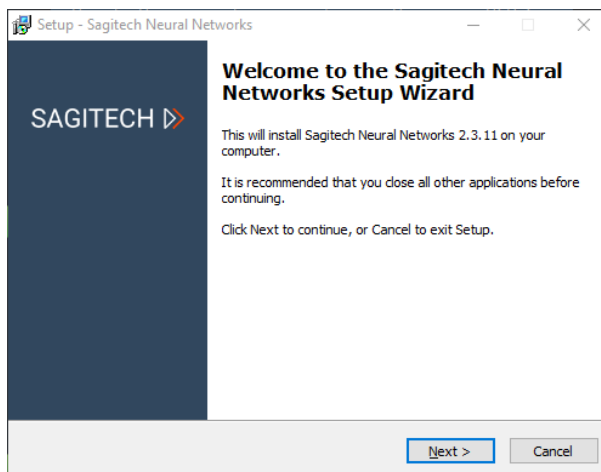 Setup - Sagitech Neural Networks
SAGITECH
Welcome to the Sagitech Neural
Networks Setup Wizard
This will install Sagitech Neural Networks 2.3.11 on your
computer.
It is recommended that you close all other applications before
continuing.
Click Next to continue, or Cancel to exit Setup.
Next >
Cancel